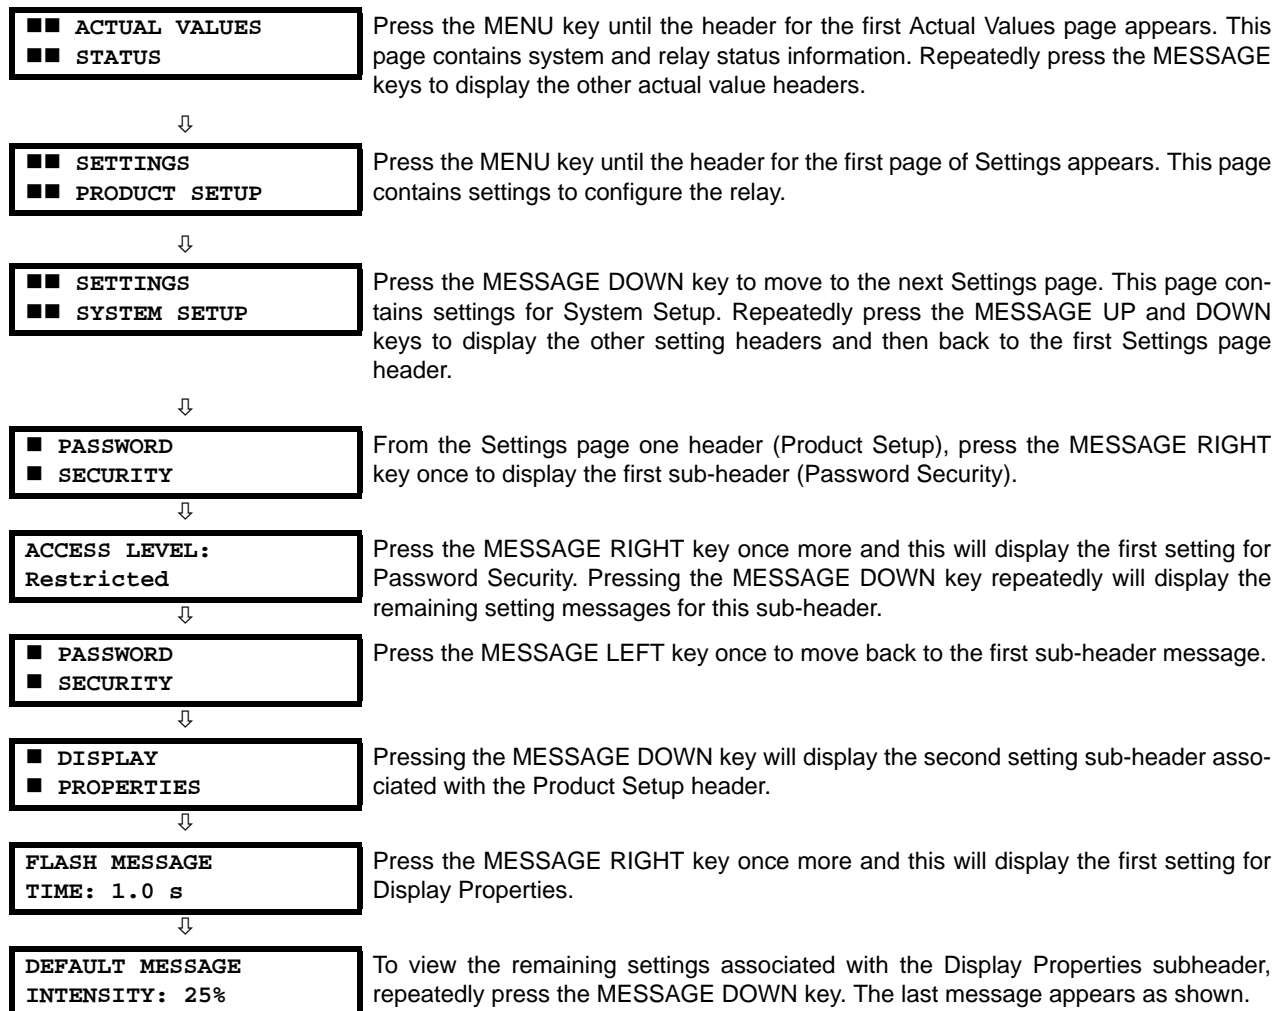 ■■ ACTUAL VALUES
■■ STATUS
Press the MENU key until the header for the first Actual Values page appears. This
page contains system and relay status information. Repeatedly press the MESSAGE
keys to display the other actual value headers.
⇩
■■ SETTINGS
■■ PRODUCT SETUP
Press the MENU key until the header for the first page of Settings appears. This page
contains settings to configure the relay.
⇩
■■ SETTINGS
■■ SYSTEM SETUP
Press the MESSAGE DOWN key to move to the next Settings page. This page con-
tains settings for System Setup. Repeatedly press the MESSAGE UP and DOWN
keys to display the other setting headers and then back to the first Settings page
header.
⇩
■ PASSWORD
■ SECURITY
From the Settings page one header (Product Setup), press the MESSAGE RIGHT
key once to display the first sub-header (Password Security).
⇩
ACCESS LEVEL:
Restricted
Press the MESSAGE RIGHT key once more and this will display the first setting for
Password Security. Pressing the MESSAGE DOWN key repeatedly will display the
remaining setting messages for this sub-header.
⇩
■ PASSWORD
■ SECURITY
Press the MESSAGE LEFT key once to move back to the first sub-header message.
⇩
■ DISPLAY
■ PROPERTIES
Pressing the MESSAGE DOWN key will display the second setting sub-header asso-
ciated with the Product Setup header.
⇩
FLASH MESSAGE
TIME: 1.0 s
Press the MESSAGE RIGHT key once more and this will display the first setting for
Display Properties.
⇩
DEFAULT MESSAGE
INTENSITY: 25%
To view the remaining settings associated with the Display Properties subheader,
repeatedly press the MESSAGE DOWN key. The last message appears as shown.